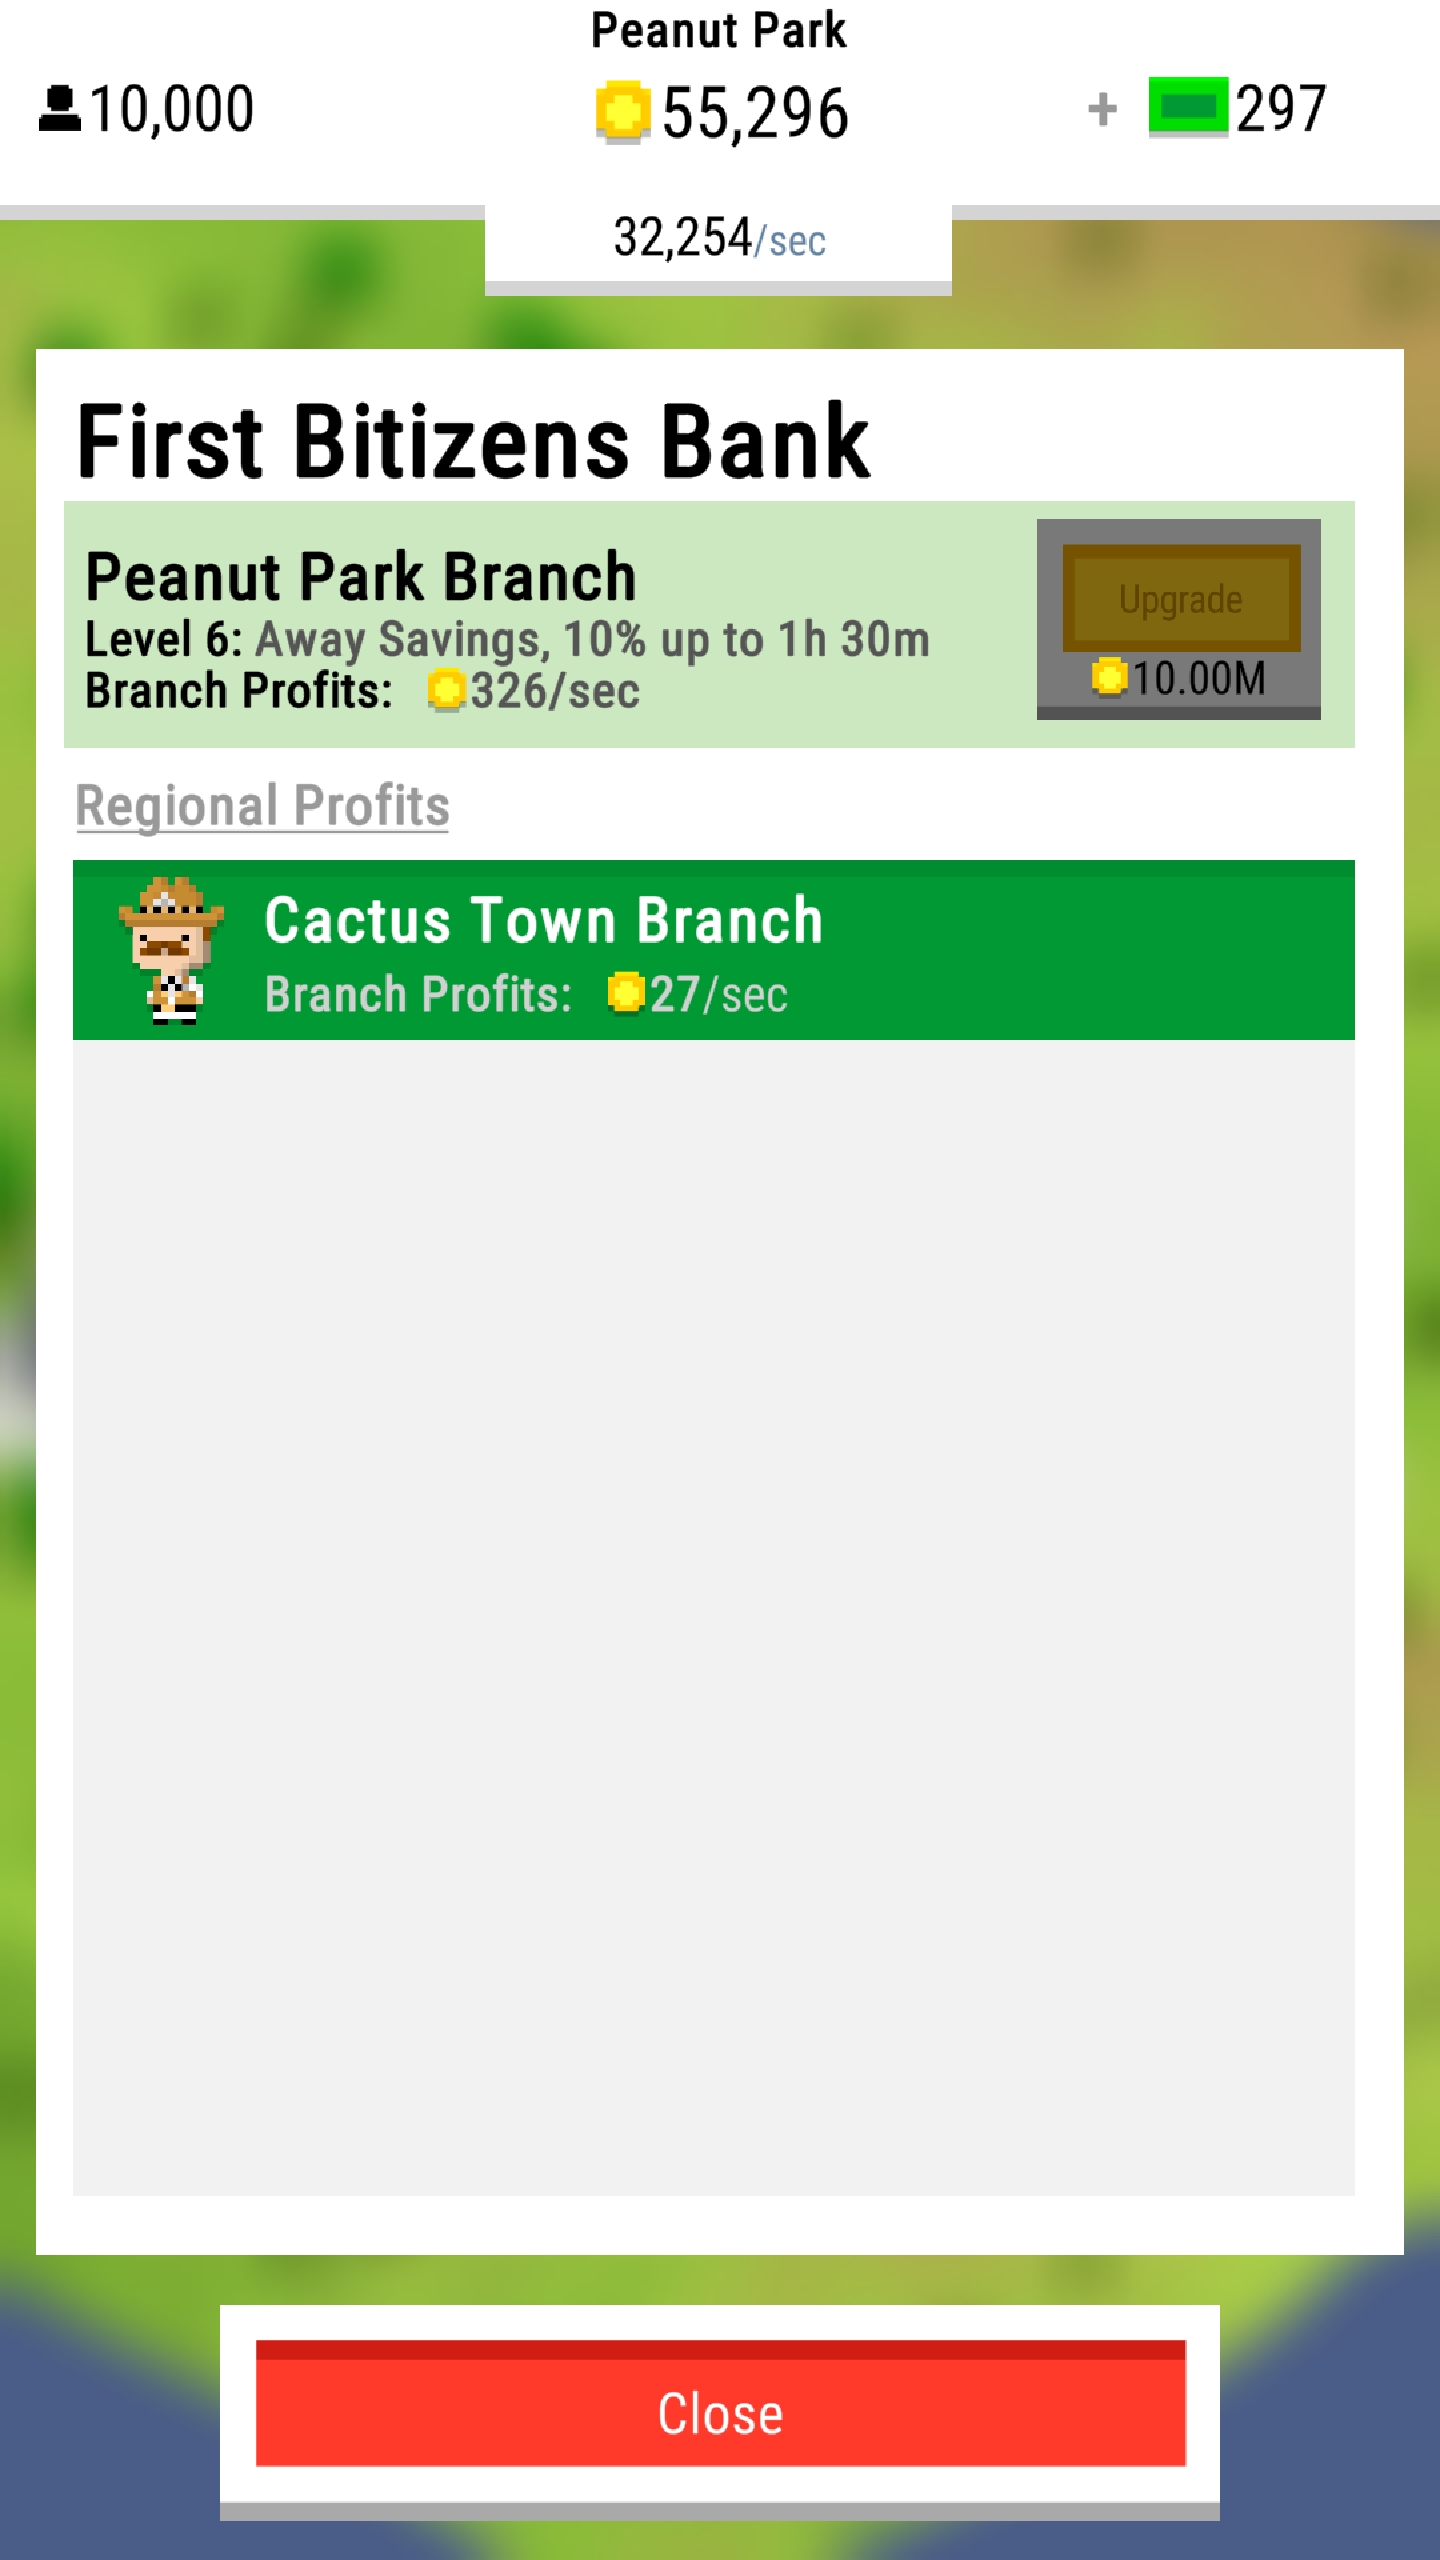 Peanut Park
10,000
55,296
+ 297
32,254/sec
First Bitizens Bank
Peanut Park Branch
Level 6: Away Savings, 10% up to 1h 30m
Branch Profits: 326/sec
Upgrade
10.00M
Regional Profits
Cactus Town Branch
Branch Profits: 27/sec
Close